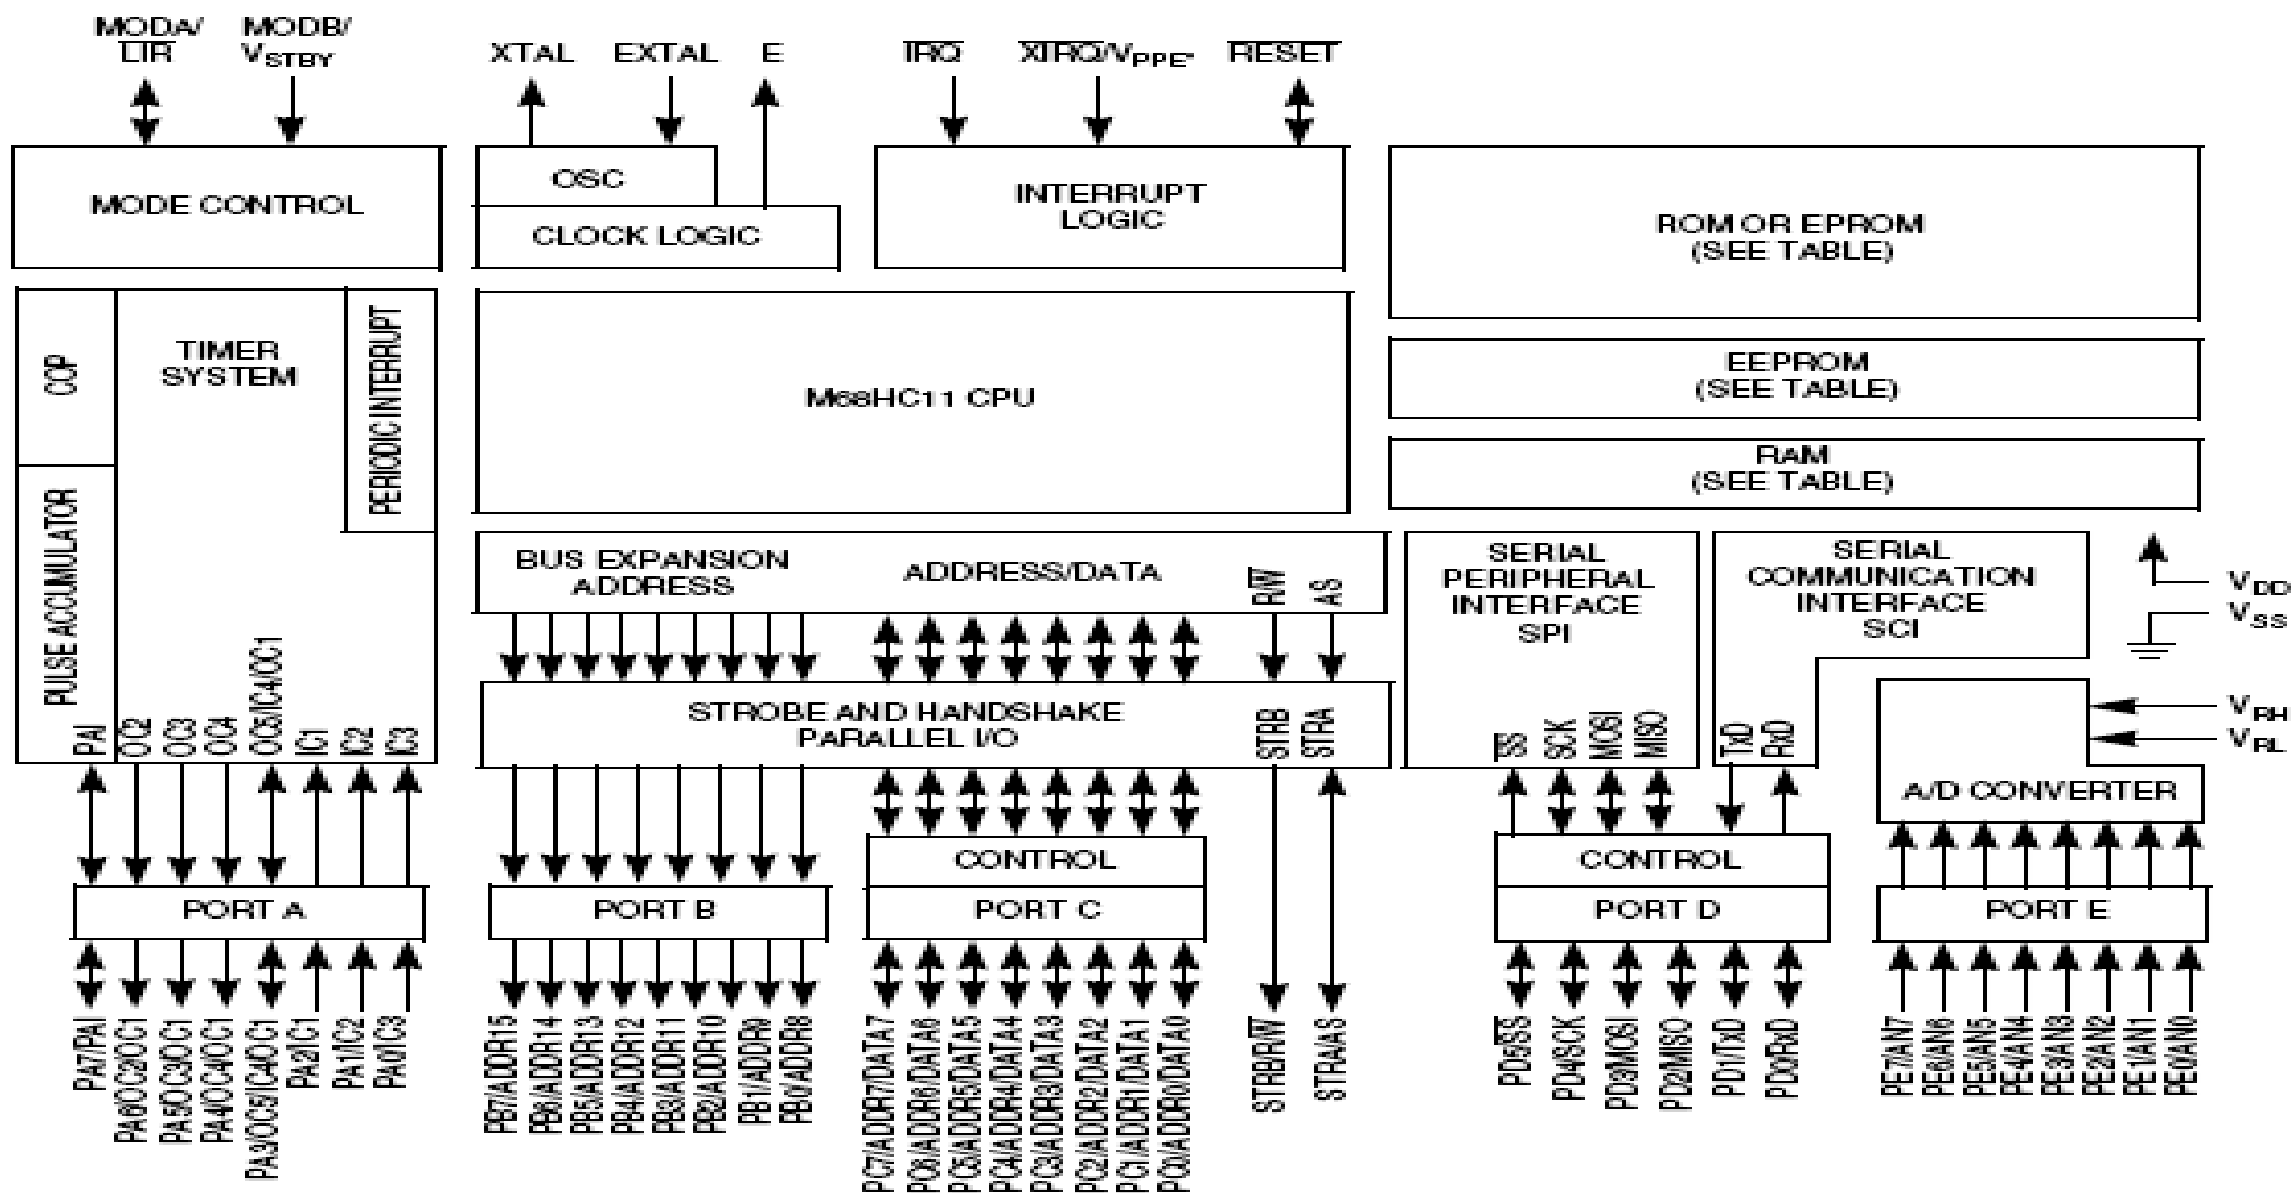 MODA/
LIR
MODB/
VSTBY
XTAL
EXTAL
E
IRQ
XIRQ/VPPE*
RESET
MODE CONTROL
OSC
CLOCK LOGIC
INTERRUPT
LOGIC
ROM OR EPROM
(SEE TABLE)
COP
TIMER
SYSTEM
PERIODIC INTERRUPT
M68HC11 CPU
EEPROM
(SEE TABLE)
RAM
(SEE TABLE)
PULSE ACCUMULATOR
PAI
OC2
OC3
OC4
OC5/IC4/OC1
IC1
IC2
IC3
BUS EXPANSION
ADDRESS
ADDRESS/DATA
R/W
AS
STROBE AND HANDSHAKE
PARALLEL I/O
STRB
STRA
SERIAL
PERIPHERAL
INTERFACE
SPI
SS
SCK
MOSI
MISO
SERIAL
COMMUNICATION
INTERFACE
SCI
TxD
RxD
VDD
VSS
VRH
VRL
A/D CONVERTER
CONTROL
CONTROL
PORT A
PORT B
PORT C
PORT D
PORT E
PA7/PAI
PA6/OC2/OC1
PA5/OC3/OC1
PA4/OC4/OC1
PA3/OC5/IC4/OC1
PA2/IC1
PA1/IC2
PA0/IC3
PB7/ADDR15
PB6/ADDR14
PB5/ADDR13
PB4/ADDR12
PB3/ADDR11
PB2/ADDR10
PB1/ADDR9
PB0/ADDR8
PC7/ADDR7/DATA7
PC6/ADDR6/DATA6
PC5/ADDR5/DATA5
PC4/ADDR4/DATA4
PC3/ADDR3/DATA3
PC2/ADDR2/DATA2
PC1/ADDR1/DATA1
PC0/ADDR0/DATA0
STRB/R/W
STRA/AS
PD5/SS
PD4/SCK
PD3/MOSI
PD2/MISO
PD1/TxD
PD0/RxD
PE7/AN7
PE6/AN6
PE5/AN5
PE4/AN4
PE3/AN3
PE2/AN2
PE1/AN1
PE0/AN0